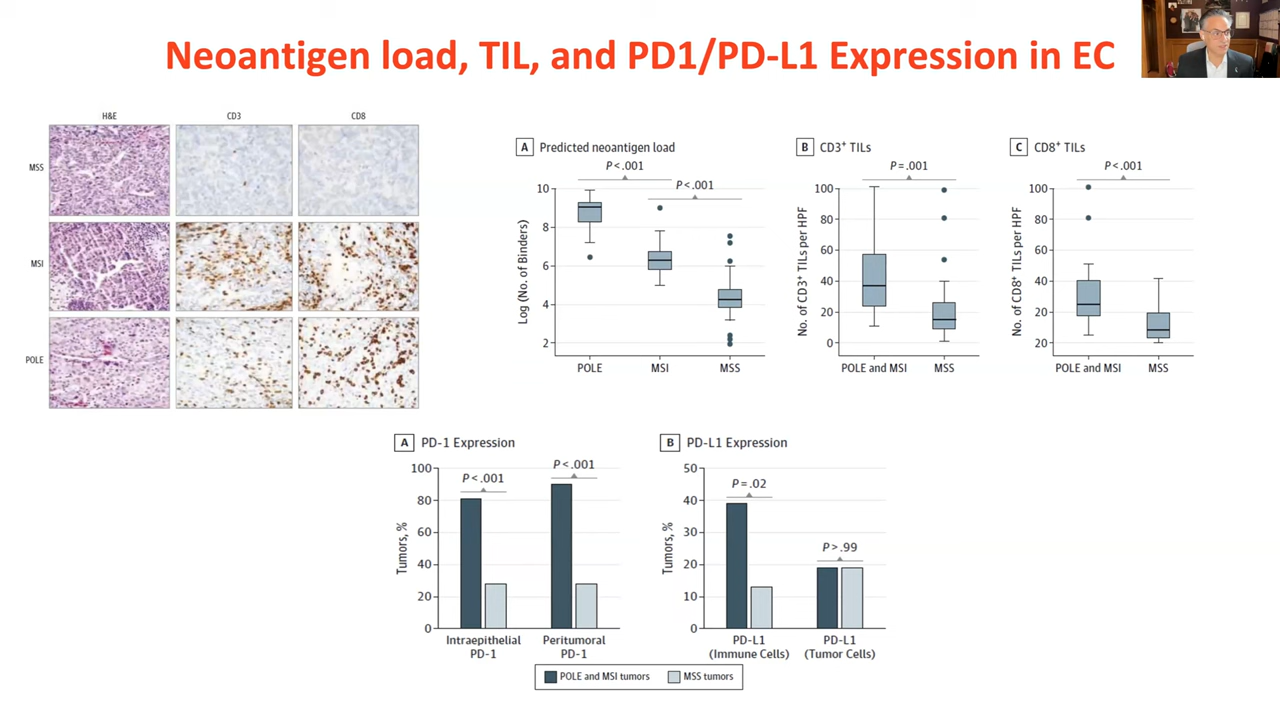 Neoantigen load, TIL, and PD1/PD-L1 Expression in EC
H&E CD3 CD8
MSS
MSI
POLE
A Predicted neoantigen load
P<.001
P<.001
Log (No. of Binders)
10
8
6
4
2
POLE MSI MSS
B CD3+ TILs
P=.001
No. of CD3+ TILs per HPF
100
80
60
40
20
0
POLE and MSI MSS
C CD8+ TILs
P<.001
No. of CD8+ TILs per HPF
100
80
60
40
20
20
POLE and MSI MSS
A PD-1 Expression
P<.001
P<.001
Tumors, %
100
80
60
40
20
0
Intraepithelial PD-1
Peritumoral PD-1
B PD-L1 Expression
P=.02
P>.99
Tumors, %
50
40
30
20
10
0
PD-L1
(Immune Cells)
PD-L1
(Tumor Cells)
POLE and MSI tumors MSS tumors